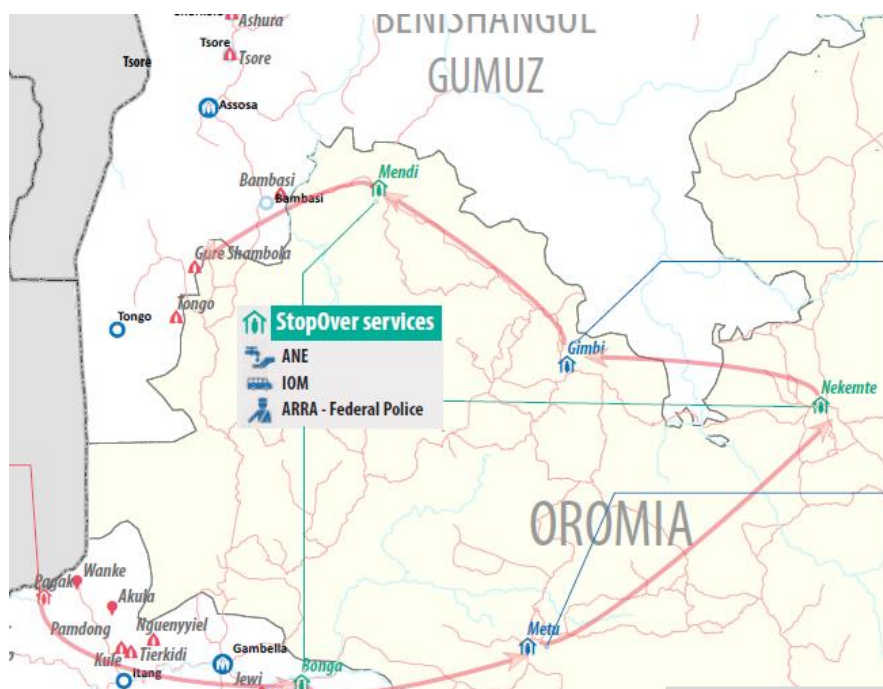 Ashura
BENISHANGUL
GUMUZ
Tsore
Tsore
Tsore
Assosa
Mendi
Bambasi
Bambasi
Gure Shambola
Tongo
Tongo
StopOver services
ANE
IOM
ARRA - Federal Police
Gimbi
Nekemte
OROMIA
Pagak
Wanke
Akula
Pamdong
Nguenyyiel
Kule
Tierkidi
Itang
Gambella
Jewi
Bonga
Metu